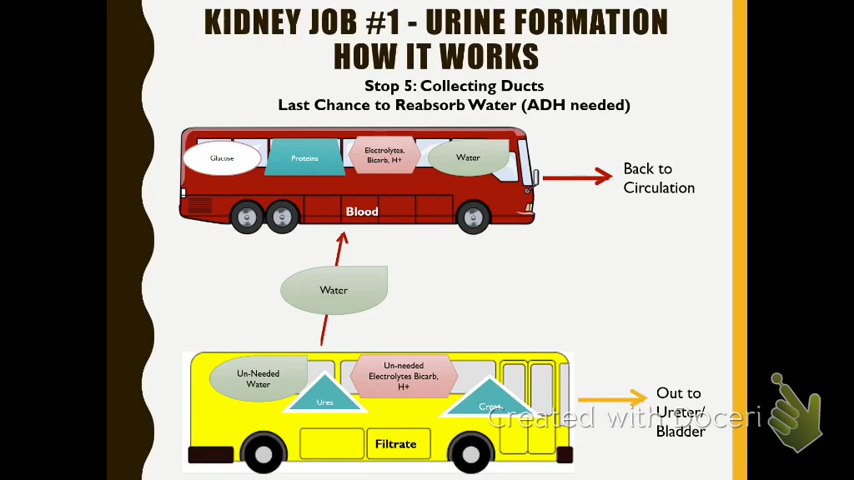 KIDNEY JOB #1 - URINE FORMATION
HOW IT WORKS
Stop 5: Collecting Ducts
Last Chance to Reabsorb Water (ADH needed)
Glucose
Proteins
Electrolytes,
Bicarb, H+
Water
Back to
Circulation
Blood
Water
Un-Needed
Water
Un-needed
Electrolytes Bicarb,
H+
Urea
Creat
Out to
Ureter/
Bladder
Created with Doceri
Filtrate